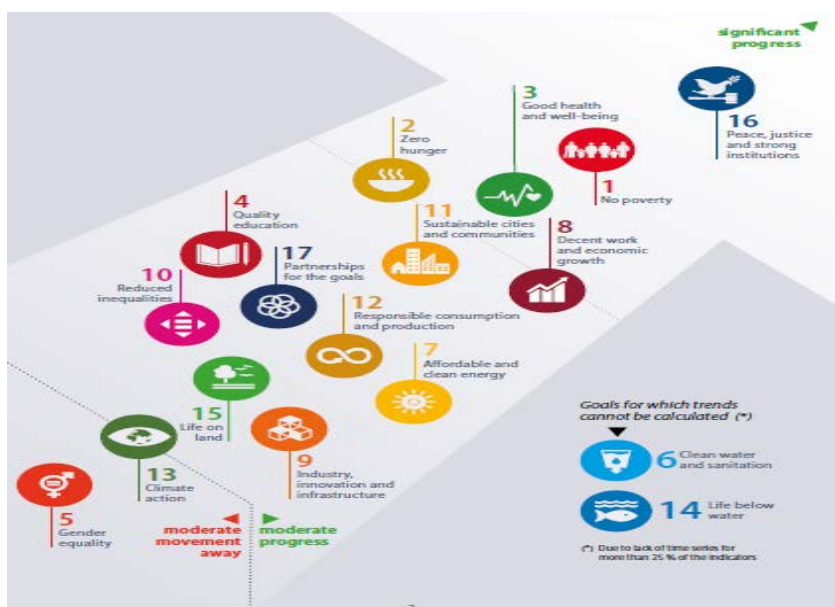 significant
progress
3
Good health
and well-being
16
Peace, justice
and strong
institutions
2
Zero
hunger
1
No poverty
4
Quality
education
11
Sustainable cities
and communities
8
Decent work
and economic
growth
17
Partnerships
for the goals
10
Reduced
inequalities
12
Responsible consumption
and production
7
Affordable and
clean energy
15
Life on
land
9
Industry,
innovation and
infrastructure
13
Climate
action
5
Gender
equality
moderate
movement
away
moderate
progress
Goals for which trends
cannot be calculated (*)
6 Clean water
and sanitation
14 Life below
water
(*) Due to lack of time series for
more than 25 % of the indicators